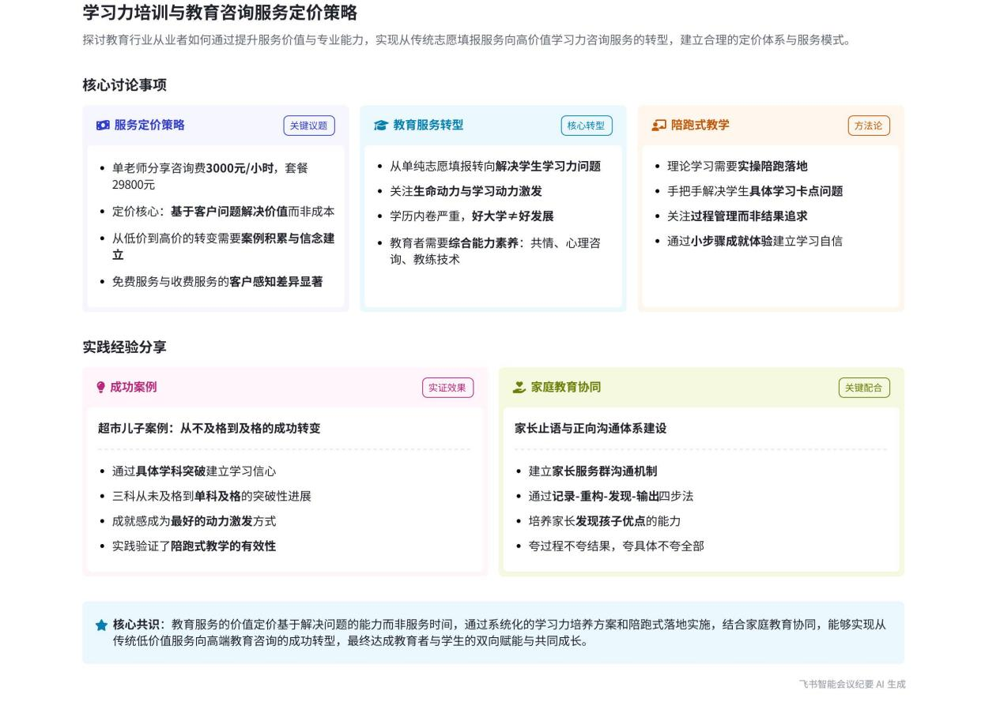 学习力培训与教育咨询服务定价策略
探讨教育行业从业者如何通过提升服务价值与专业能力，实现从传统志愿填报服务向高价值学习力咨询服务的转型，建立合理的定价体系与服务模式。
核心讨论事项
服务定价策略
关键议题
• 单老师分享咨询费3000元/小时，套餐
29800元
• 定价核心：基于客户问题解决价值而非成本
• 从低价到高价的转变需要案例积累与信念建
立
• 免费服务与收费服务的客户感知差异显著
教育服务转型
核心转型
• 从单纯志愿填报转向解决学生学习力问题
• 关注生命动力与学习动力激发
• 学历内卷严重，好大学≠好发展
• 教育者需要综合能力素养：共情、心理咨
询、教练技术
陪跑式教学
方法论
• 理论学习需要实操陪跑落地
• 手把手解决学生具体学习卡点问题
• 关注过程管理而非结果追求
• 通过小步骤成就体验建立学习自信
实践经验分享
成功案例
实证效果
超市儿子案例：从不及格到及格的成功转变
• 通过具体学科突破建立学习信心
• 三科从未及格到单科及格的突破性进展
• 成就感成为最好的动力激发方式
• 实践验证了陪跑式教学的有效性
家庭教育协同
关键配合
家长止语与正向沟通体系建设
• 建立家长服务群沟通机制
• 通过记录-重构-发现-输出四步法
• 培养家长发现孩子优点的能力
• 夸过程不夸结果，夸具体不夸全部
核心共识：教育服务的价值定价基于解决问题的能力而非服务时间，通过系统化的学习力培养方案和陪跑式落地实施，结合家庭教育协同，能够实现从
传统低价值服务向高端教育咨询的成功转型，最终达成教育者与学生的双向赋能与共同成长。
飞书智能会议纪要 AI 生成